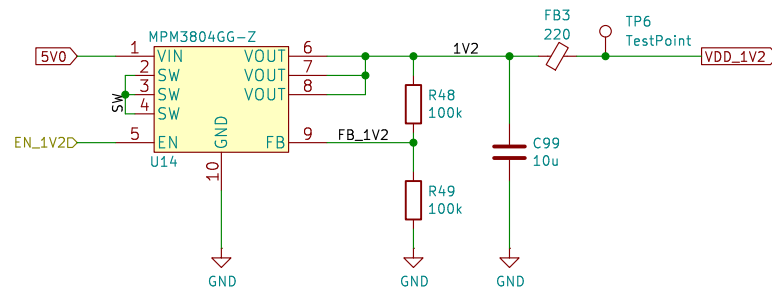 MPM3804GG-Z
5V0
1 VIN VOUT 6
2 SW VOUT 7
3 SW VOUT 8
4 SW
SW
EN_1V2
5 EN FB 9
GND
U14
10
GND
1V2
FB_1V2
R48
100k
R49
100k
GND
C99
10u
GND
FB3
220
TP6
TestPoint
VDD_1V2